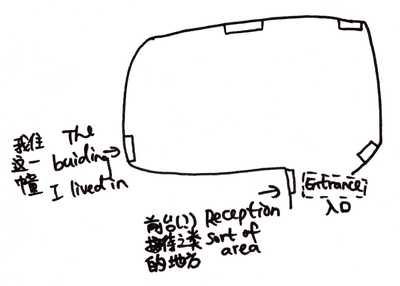 我住
这一
幢
The
buiding
I lived in
Entrance
入口
前台(?)
接待之类
的地方
Reception
sort of
area